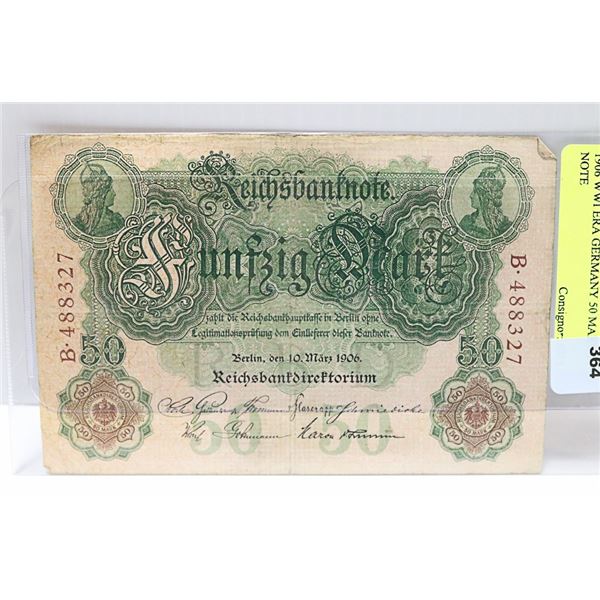 Reichsbanknote.
Fünfzig Mark
zahlt die Reichsbankhauptkasse in Berlin ohne
Legitimationsprüfung dem Einlieferer dieser Banknote.
Berlin, den 10. März 1906.
Reichsbankdirektorium
B·488327
B·488327
50
50
50
50
1906 WWI ERA GERMANY 50 MA
NOTE
Consignor
364